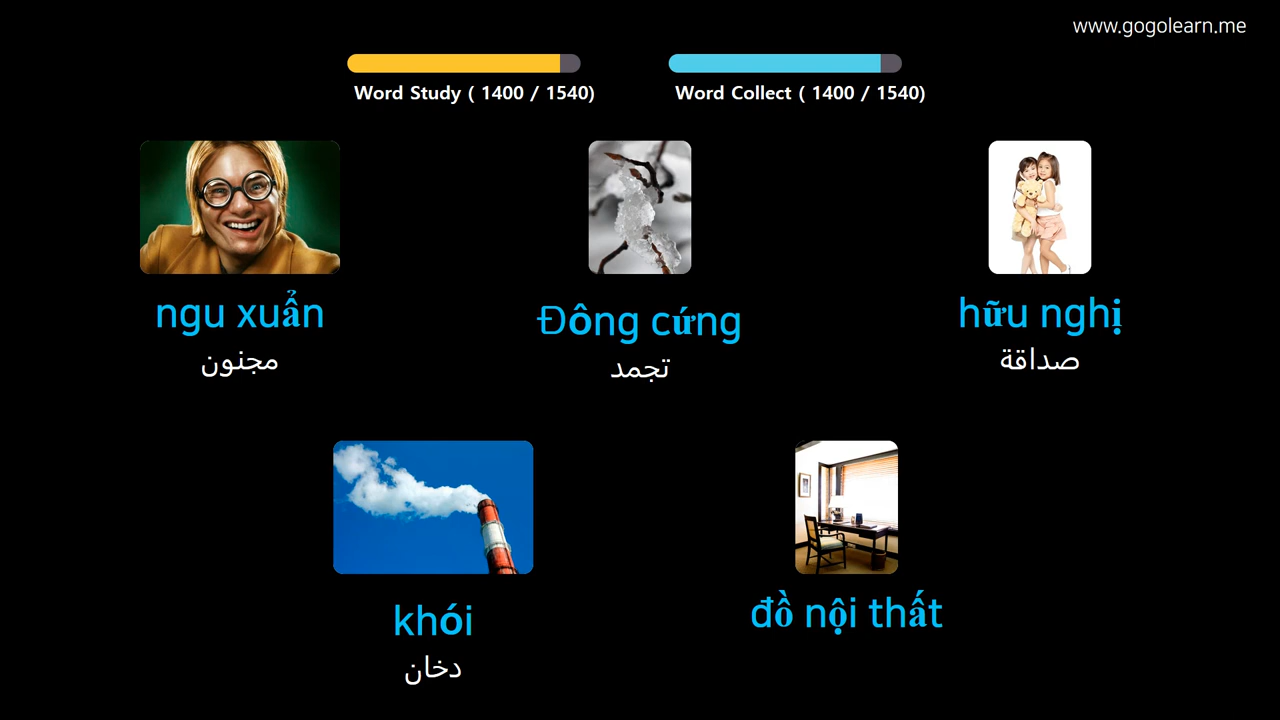 www.gogolearn.me
Word Study ( 1400 / 1540)
Word Collect ( 1400 / 1540)
ngu xuẩn
مجنون
Đông cứng
تجمد
hữu nghị
صداقة
khói
دخان
đồ nội thất